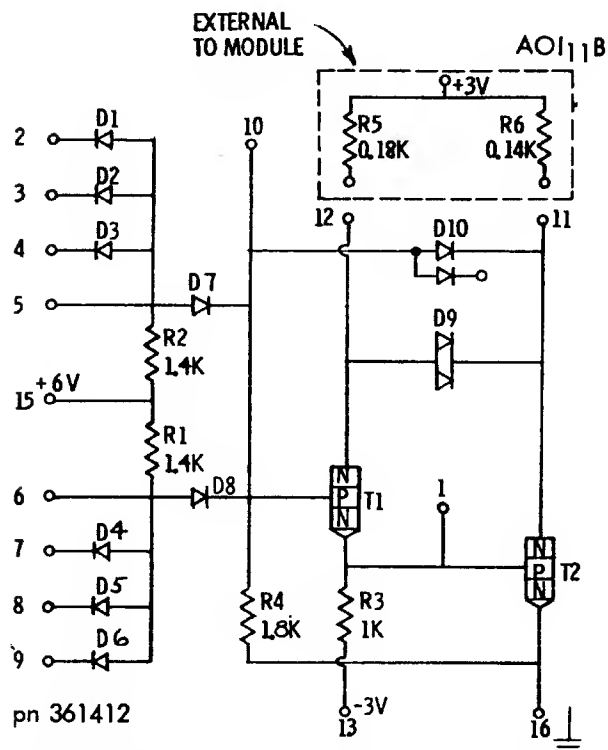 EXTERNAL
TO MODULE
AOI11B
+3V
R5
0.18K
R6
0.14K
2
D1
10
3
D2
4
D3
12
11
D10
5
D7
R2
1.4K
D9
15
+6V
R1
1.4K
6
D8
N
P
N
T1
1
7
D4
N
P
N
T2
8
D5
R4
1.8K
R3
1K
9
D6
pn 361412
13
-3V
16